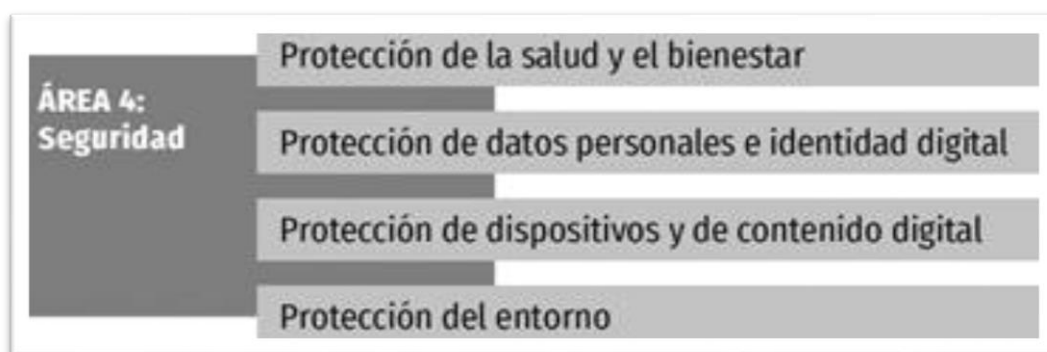 ÁREA 4:
Seguridad
Protección de la salud y el bienestar
Protección de datos personales e identidad digital
Protección de dispositivos y de contenido digital
Protección del entorno